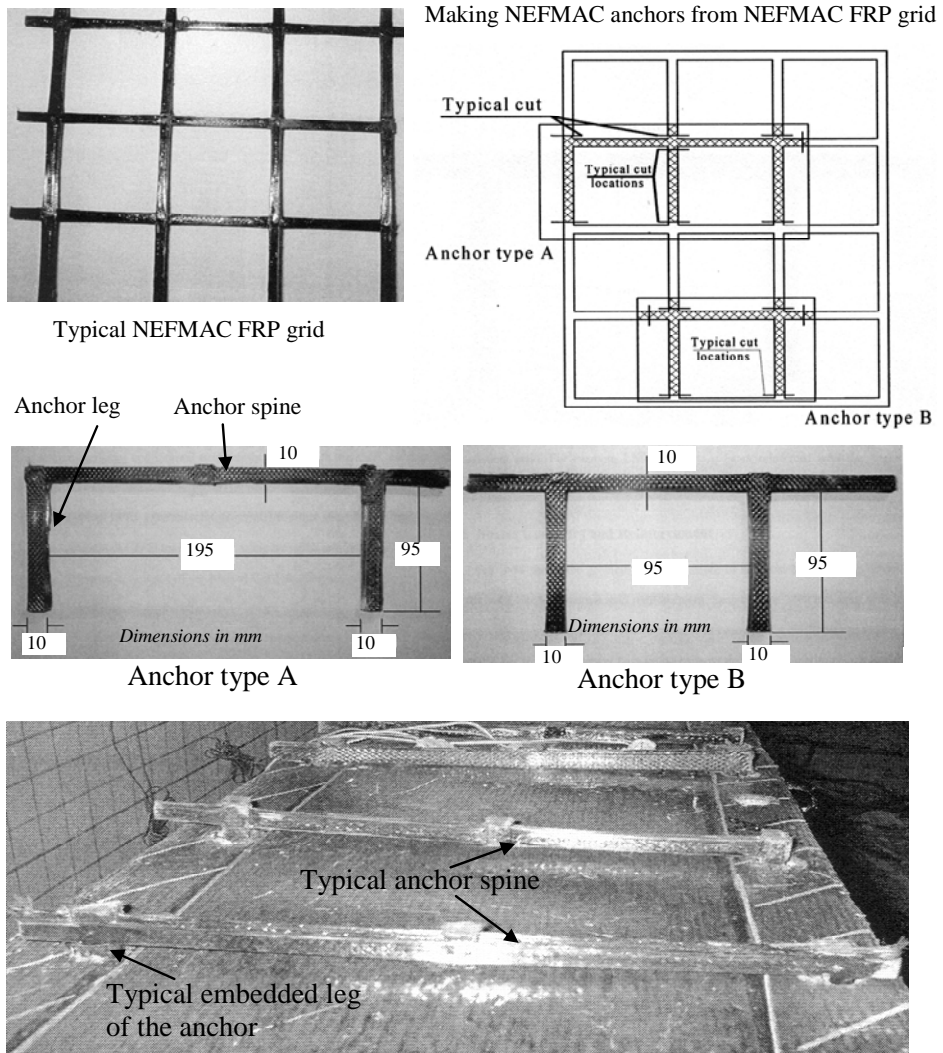 Making NEFMAC anchors from NEFMAC FRP grid
Typical cut
Typical cut
locations
Anchor type A
Typical cut
locations
Anchor type B
Typical NEFMAC FRP grid
Anchor leg
Anchor spine
10
195
95
10
10
Dimensions in mm
Anchor type A
10
95
95
10
10
Dimensions in mm
Anchor type B
Typical anchor spine
Typical embedded leg
of the anchor